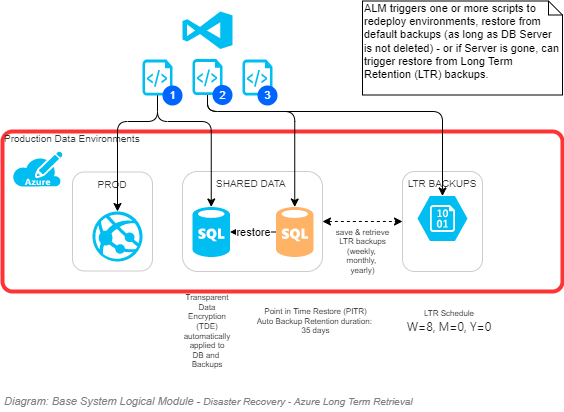 ALM triggers one or more scripts to
redeploy environments, restore from
default backups (as long as DB Server
is not deleted) - or if Server is gone, can
trigger restore from Long Term
Retention (LTR) backups.
1
2
3
Production Data Environments
Azure
PROD
SHARED DATA
LTR BACKUPS
SQL
restore
SQL
10
01
save & retrieve
LTR backups
(weekly,
monthly,
yearly)
Transparent
Data
Encryption
(TDE)
automatically
applied to
DB and
Backups
Point in Time Restore (PITR)
Auto Backup Retention duration:
35 days
LTR Schedule
W=8, M=0, Y=0
Diagram: Base System Logical Module - Disaster Recovery - Azure Long Term Retrieval